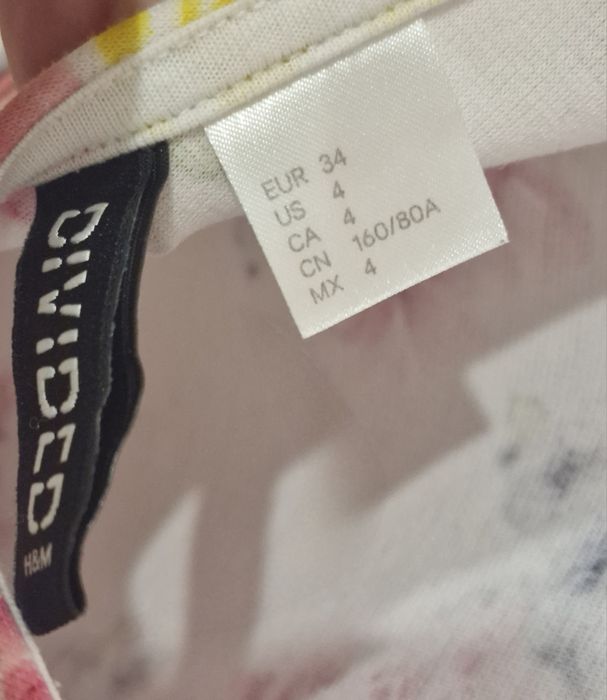 DIVIDED
H&M
EUR 34
US 4
CA 4
CN 160/80A
MX 4